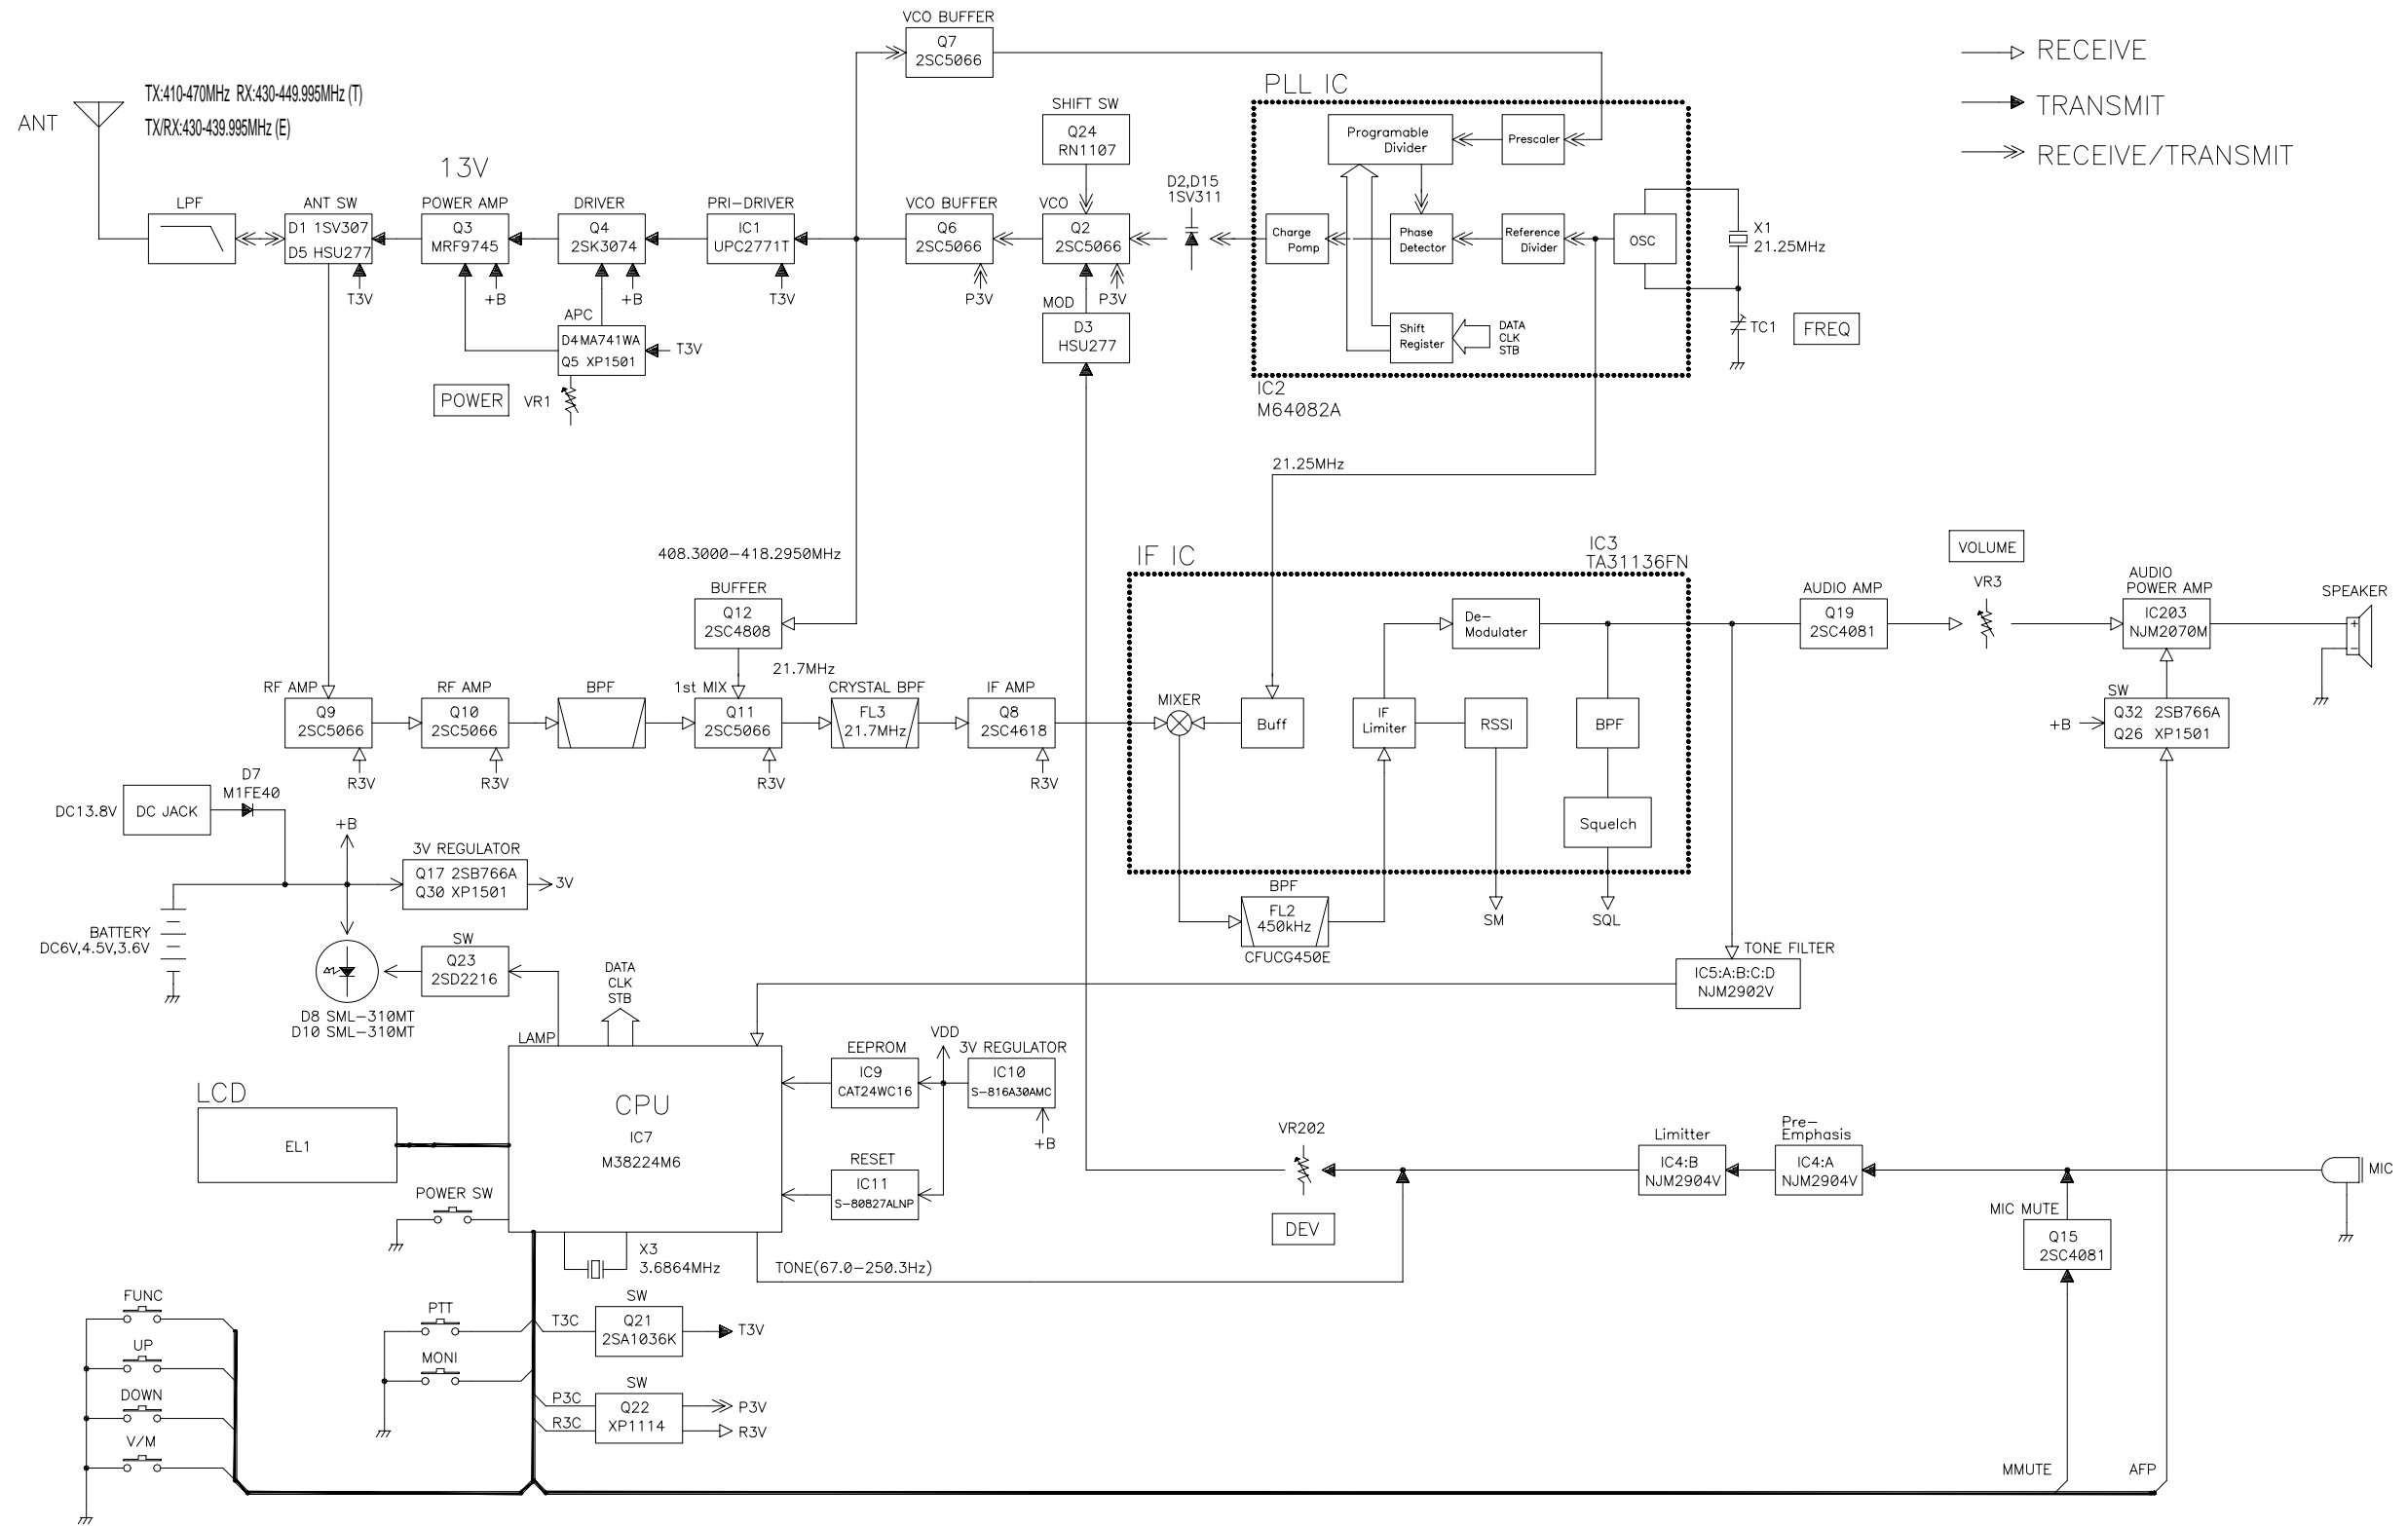 VCO BUFFER
Q7
2SC5066
RECEIVE
TRANSMIT
RECEIVE/TRANSMIT
ANT
TX:410-470MHz RX:430-449.995MHz (T)
TX/RX:430-439.995MHz (E)
13V
SHIFT SW
Q24
RN1107
PLL IC
Programable
Divider
Prescaler
LPF
ANT SW
D1 1SV307
D5 HSU277
T3V
POWER AMP
Q3
MRF9745
+B
DRIVER
Q4
2SK3074
+B
PRI-DRIVER
IC1
UPC2771T
T3V
VCO BUFFER
Q6
2SC5066
P3V
VCO
Q2
2SC5066
P3V
D2,D15
1SV311
Charge
Pomp
Phase
Detector
Reference
Divider
OSC
X1
21.25MHz
TC1
FREQ
APC
D4 MA741WA
Q5 XP1501
T3V
POWER
VR1
MOD
D3
HSU277
Shift
Register
DATA
CLK
STB
IC2
M64082A
21.25MHz
408.3000-418.2950MHz
BUFFER
Q12
2SC4808
IF IC
IC3
TA31136FN
De-
Modulater
AUDIO AMP
Q19
2SC4081
VOLUME
VR3
AUDIO
POWER AMP
IC203
NJM2070M
SPEAKER
+
-
RF AMP
Q9
2SC5066
R3V
RF AMP
Q10
2SC5066
R3V
BPF
1st MIX
Q11
2SC5066
R3V
21.7MHz
CRYSTAL BPF
FL3
21.7MHz
IF AMP
Q8
2SC4618
R3V
MIXER
Buff
IF
Limiter
RSSI
BPF
Squelch
SW
Q32 2SB766A
Q26 XP1501
+B
D7
M1FE40
DC13.8V
DC JACK
+B
3V REGULATOR
Q17 2SB766A
Q30 XP1501
3V
BATTERY
DC6V,4.5V,3.6V
BPF
FL2
450kHz
CFUCG450E
SM
SQL
TONE FILTER
IC5:A:B:C:D
NJM2902V
SW
Q23
2SD2216
D8 SML-310MT
D10 SML-310MT
DATA
CLK
STB
LAMP
LCD
EL1
CPU
IC7
M38224M6
EEPROM
IC9
CAT24WC16
VDD
3V REGULATOR
IC10
S-816A30AMC
+B
RESET
IC11
S-80827ALNP
POWER SW
X3
3.6864MHz
TONE(67.0-250.3Hz)
VR202
DEV
Limitter
IC4:B
NJM2904V
Pre-
Emphasis
IC4:A
NJM2904V
MIC
MIC MUTE
Q15
2SC4081
FUNC
UP
DOWN
V/M
PTT
MONI
T3C
SW
Q21
2SA1036K
T3V
P3C
R3C
SW
Q22
XP1114
P3V
R3V
MMUTE
AFP